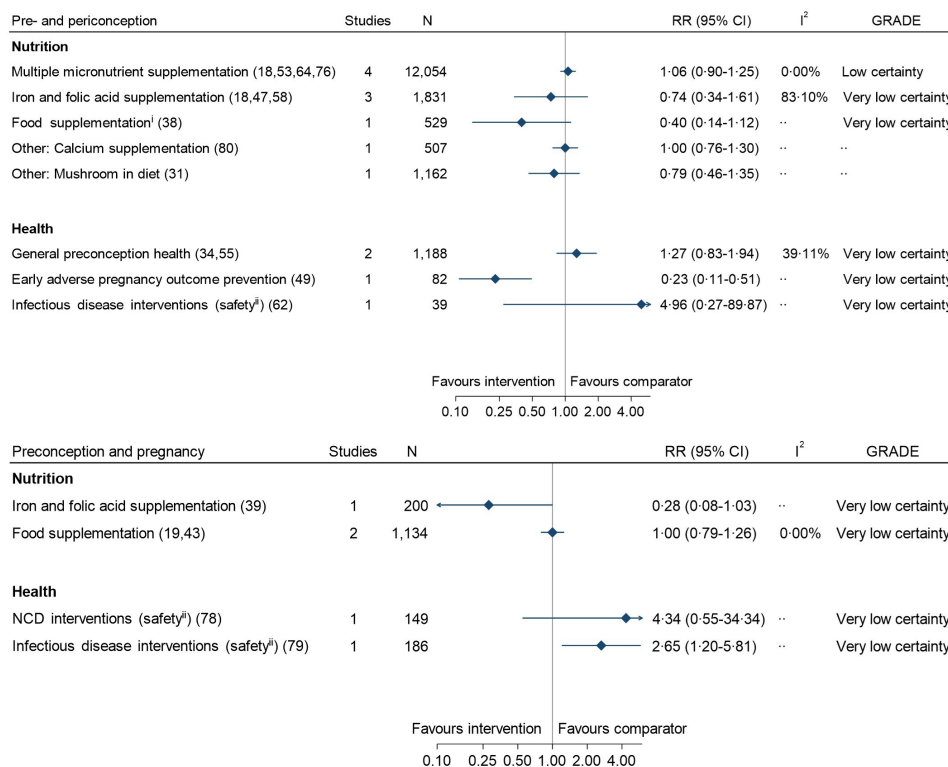 Pre- and periconception Studies N RR (95% CI) I² GRADE
Nutrition
Multiple micronutrient supplementation (18,53,64,76) 4 12,054 1·06 (0·90-1·25) 0·00% Low certainty
Iron and folic acid supplementation (18,47,58) 3 1,831 0·74 (0·34-1·61) 83·10% Very low certainty
Food supplementationⁱ (38) 1 529 0·40 (0·14-1·12) ·· Very low certainty
Other: Calcium supplementation (80) 1 507 1·00 (0·76-1·30) ·· ··
Other: Mushroom in diet (31) 1 1,162 0·79 (0·46-1·35) ·· ··
Health
General preconception health (34,55) 2 1,188 1·27 (0·83-1·94) 39·11% Very low certainty
Early adverse pregnancy outcome prevention (49) 1 82 0·23 (0·11-0·51) ·· Very low certainty
Infectious disease interventions (safetyⁱⁱ) (62) 1 39 4·96 (0·27-89·87) ·· Very low certainty
Favours intervention Favours comparator
0.10 0.25 0.50 1.00 2.00 4.00
Preconception and pregnancy Studies N RR (95% CI) I² GRADE
Nutrition
Iron and folic acid supplementation (39) 1 200 0·28 (0·08-1·03) ·· Very low certainty
Food supplementation (19,43) 2 1,134 1·00 (0·79-1·26) 0·00% Very low certainty
Health
NCD interventions (safetyⁱⁱ) (78) 1 149 4·34 (0·55-34·34) ·· Very low certainty
Infectious disease interventions (safetyⁱⁱ) (79) 1 186 2·65 (1·20-5·81) ·· Very low certainty
Favours intervention Favours comparator
0.10 0.25 0.50 1.00 2.00 4.00